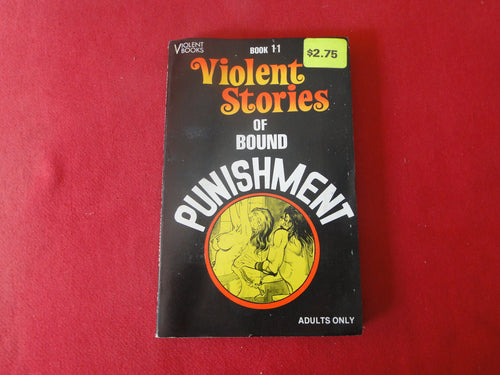 VIOLENT
BOOKS
BOOK 11
$2.75
Violent
Stories
OF
BOUND
PUNISHMENT
ADULTS ONLY